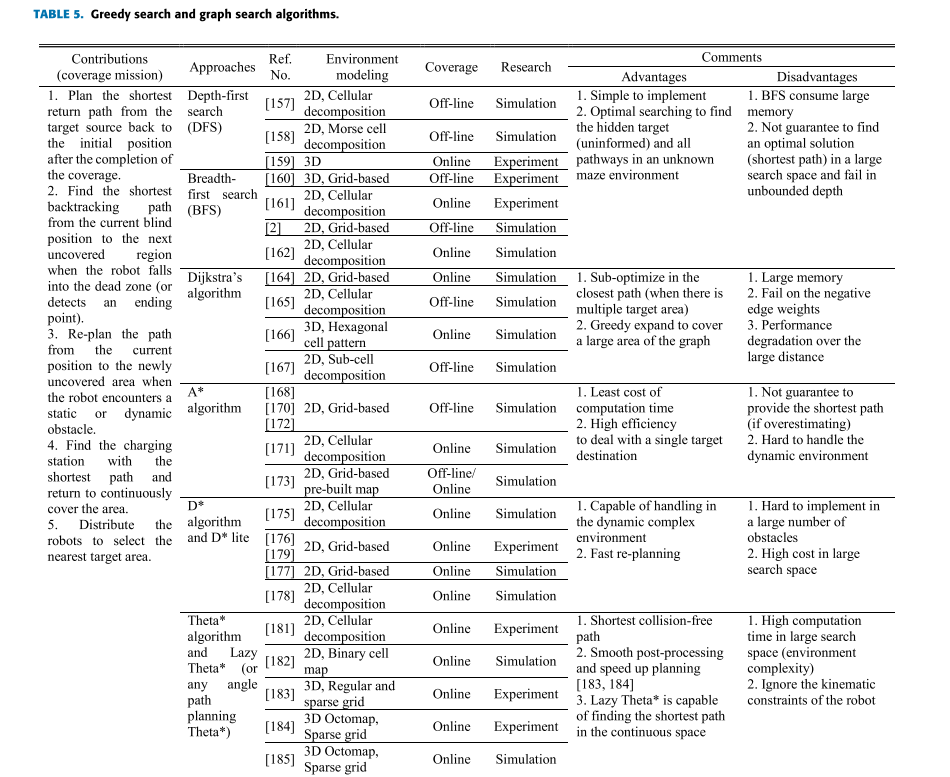 TABLE 5. Greedy search and graph search algorithms.
Contributions
(coverage mission)
Approaches
Ref.
No.
Environment
modeling
Coverage
Research
Comments
Advantages
Disadvantages
1. Plan the shortest
return path from the
target source back to
the initial position
after the completion of
the coverage.
2. Find the shortest
backtracking path
from the current blind
position to the next
uncovered region
when the robot falls
into the dead zone (or
detects an ending
point).
3. Re-plan the path
from the current
position to the newly
uncovered area when
the robot encounters a
static or dynamic
obstacle.
4. Find the charging
station with the
shortest path and
return to continuously
cover the area.
5. Distribute the
robots to select the
nearest target area.
Depth-first
search
(DFS)
[157] 2D, Cellular
decomposition
Off-line Simulation
[158] 2D, Morse cell
decomposition
Off-line Simulation
[159] 3D Online Experiment
Breadth-
first search
(BFS)
[160] 3D, Grid-based Off-line Experiment
[161] 2D, Cellular
decomposition
Online Experiment
[2] 2D, Grid-based Off-line Simulation
[162] 2D, Cellular
decomposition
Online Simulation
1. Simple to implement
2. Optimal searching to find
the hidden target
(uninformed) and all
pathways in an unknown
maze environment
1. BFS consume large
memory
2. Not guarantee to find
an optimal solution
(shortest path) in a large
search space and fail in
unbounded depth
Dijkstra's
algorithm
[164] 2D, Grid-based Online Simulation
[165] 2D, Cellular
decomposition
Off-line Simulation
[166] 3D, Hexagonal
cell pattern
Online Simulation
[167] 2D, Sub-cell
decomposition
Off-line Simulation
1. Sub-optimize in the
closest path (when there is
multiple target area)
2. Greedy expand to cover
a large area of the graph
1. Large memory
2. Fail on the negative
edge weights
3. Performance
degradation over the
large distance
A*
algorithm
[168]
[170]
[172]
2D, Grid-based Off-line Simulation
[171] 2D, Cellular
decomposition
Online Simulation
[173] 2D, Grid-based
pre-built map
Off-line/
Online
Simulation
1. Least cost of
computation time
2. High efficiency
to deal with a single target
destination
1. Not guarantee to
provide the shortest path
(if overestimating)
2. Hard to handle the
dynamic environment
D*
algorithm
and D* lite
[175] 2D, Cellular
decomposition
Online Simulation
[176]
[179]
2D, Grid-based Online Experiment
[177] 2D, Grid-based Online Simulation
[178] 2D, Cellular
decomposition
Online Simulation
1. Capable of handling in
the dynamic complex
environment
2. Fast re-planning
1. Hard to implement in
a large number of
obstacles
2. High cost in large
search space
Theta*
algorithm
and Lazy
Theta* (or
any angle
path
planning
Theta*)
[181] 2D, Cellular
decomposition
Online Experiment
[182] 2D, Binary cell
map
Online Simulation
[183] 3D, Regular and
sparse grid
Online Experiment
[184] 3D Octomap,
Sparse grid
Online Experiment
[185] 3D Octomap,
Sparse grid
Online Simulation
1. Shortest collision-free
path
2. Smooth post-processing
and speed up planning
[183, 184]
3. Lazy Theta* is capable
of finding the shortest path
in the continuous space
1. High computation
time in large search
space (environment
complexity)
2. Ignore the kinematic
constraints of the robot